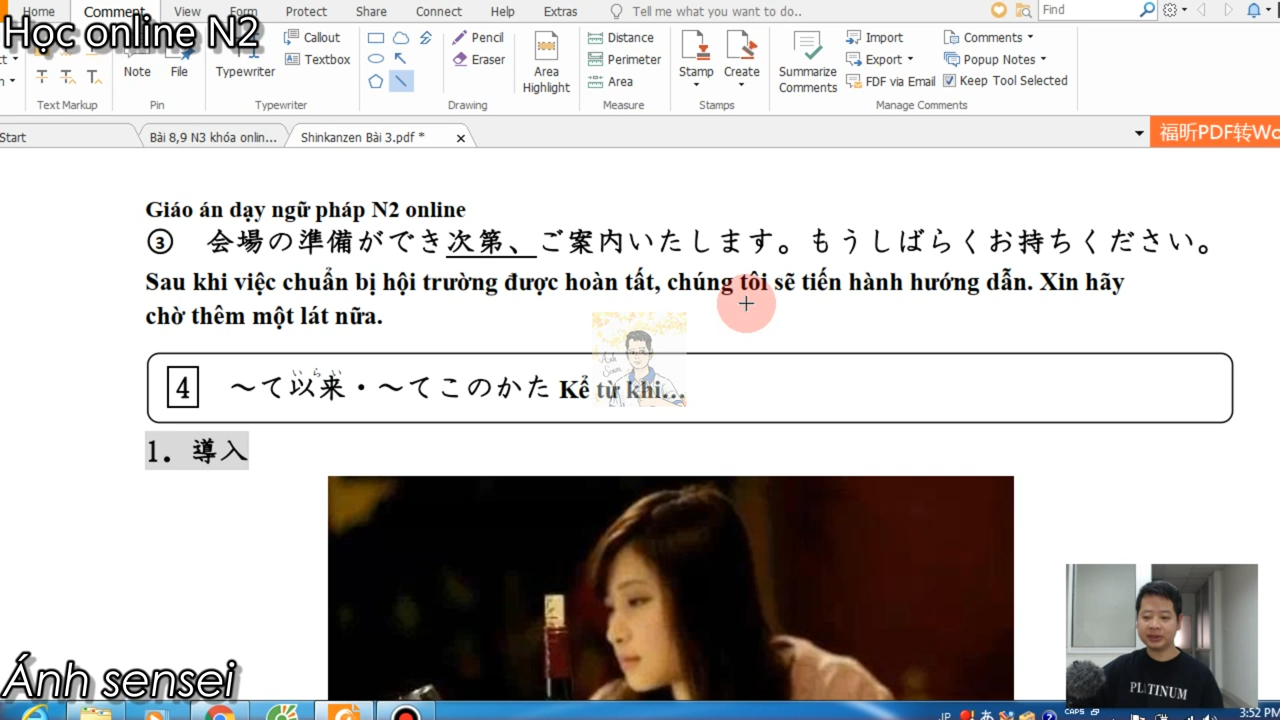 Home Comment View Form Protect Share Connect Help Extras Tell me what you want to do.. Find
Học online N2
Callout
Textbox
Pencil
Eraser
Distance
Perimeter
Area
Import
Export
FDF via Email
Comments
Popup Notes
Keep Tool Selected
Note File Typewriter Area Highlight Stamp Create Summarize Comments
Text Markup Pin Typewriter Drawing Measure Stamps Manage Comments
Start Bài 8,9 N3 khóa onlin... Shinkanzen Bài 3.pdf * 福昕PDF转Wo
Giáo án dạy ngữ pháp N2 online
③ 会場の準備ができ次第、ご案内いたします。もうしばらくお持ちください。
Sau khi việc chuẩn bị hội trường được hoàn tất, chúng tôi sẽ tiến hành hướng dẫn. Xin hãy
chờ thêm một lát nữa.
いらい
4 ～て以来・～てこのかた Kể từ khi...
Ánh Sensei
1．導入
PLATINUM
Ánh sensei
JP あ CAPS 3:52 PM